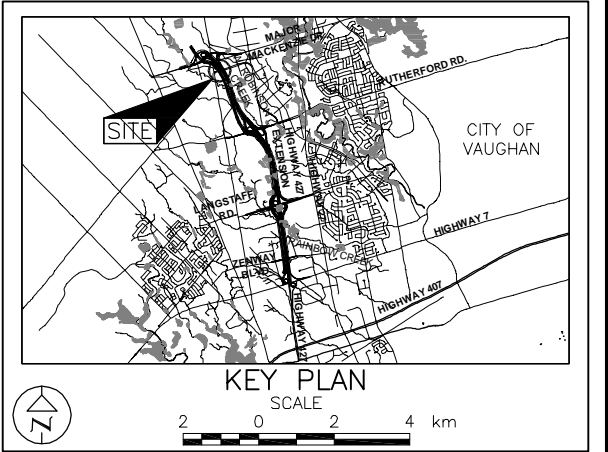 MAJOR
MACKENZIE DR.
RUTHERFORD RD.
CREEK
SITE
CITY OF
VAUGHAN
HIGHWAY 427
EXTENSION
HIGHWAY 27
LANGSTAFF
RD.
HIGHWAY 7
RAINBOW CREEK
ZENWAY
BLVD.
HIGHWAY 407
HIGHWAY 427
KEY PLAN
SCALE
N
2 0 2 4 km